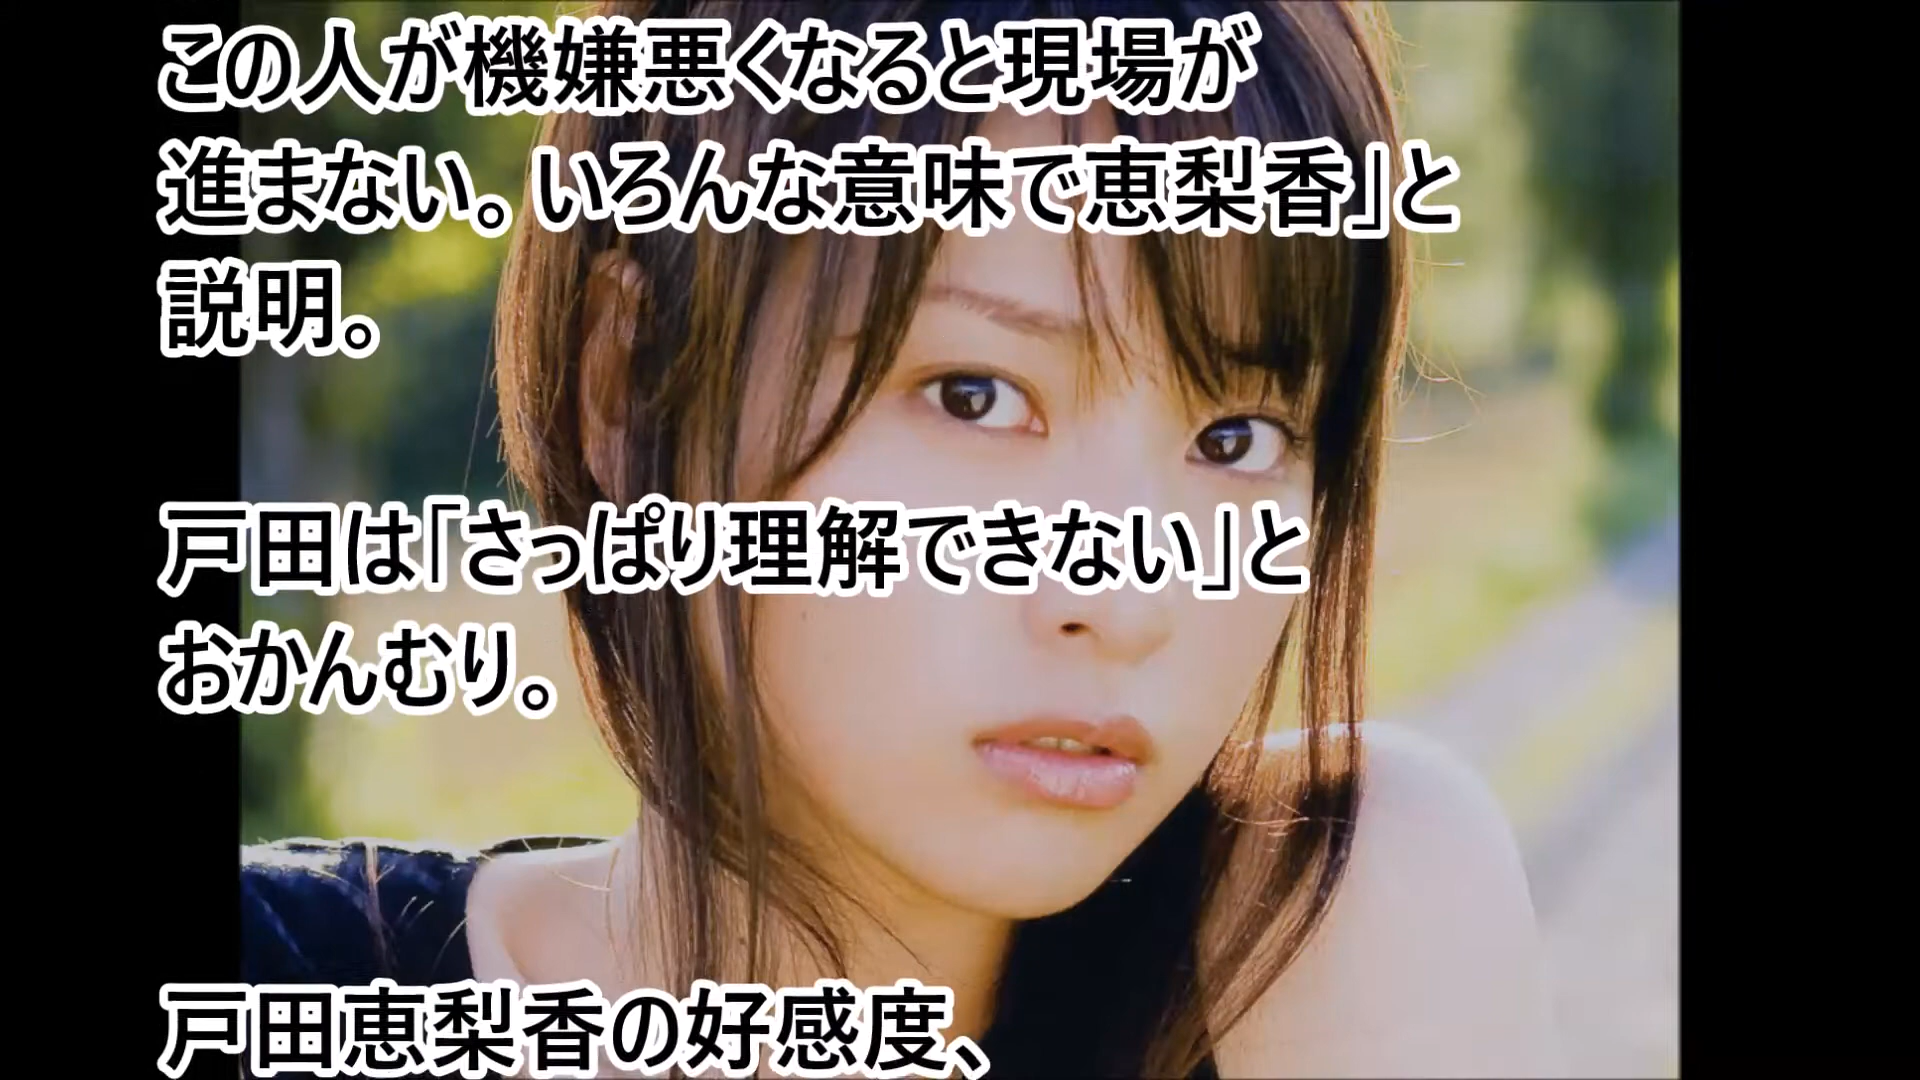 この人が機嫌悪くなると現場が
進まない。いろんな意味で恵梨香」と
説明。
戸田は「さっぱり理解できない」と
おかんむり。
戸田恵梨香の好感度、